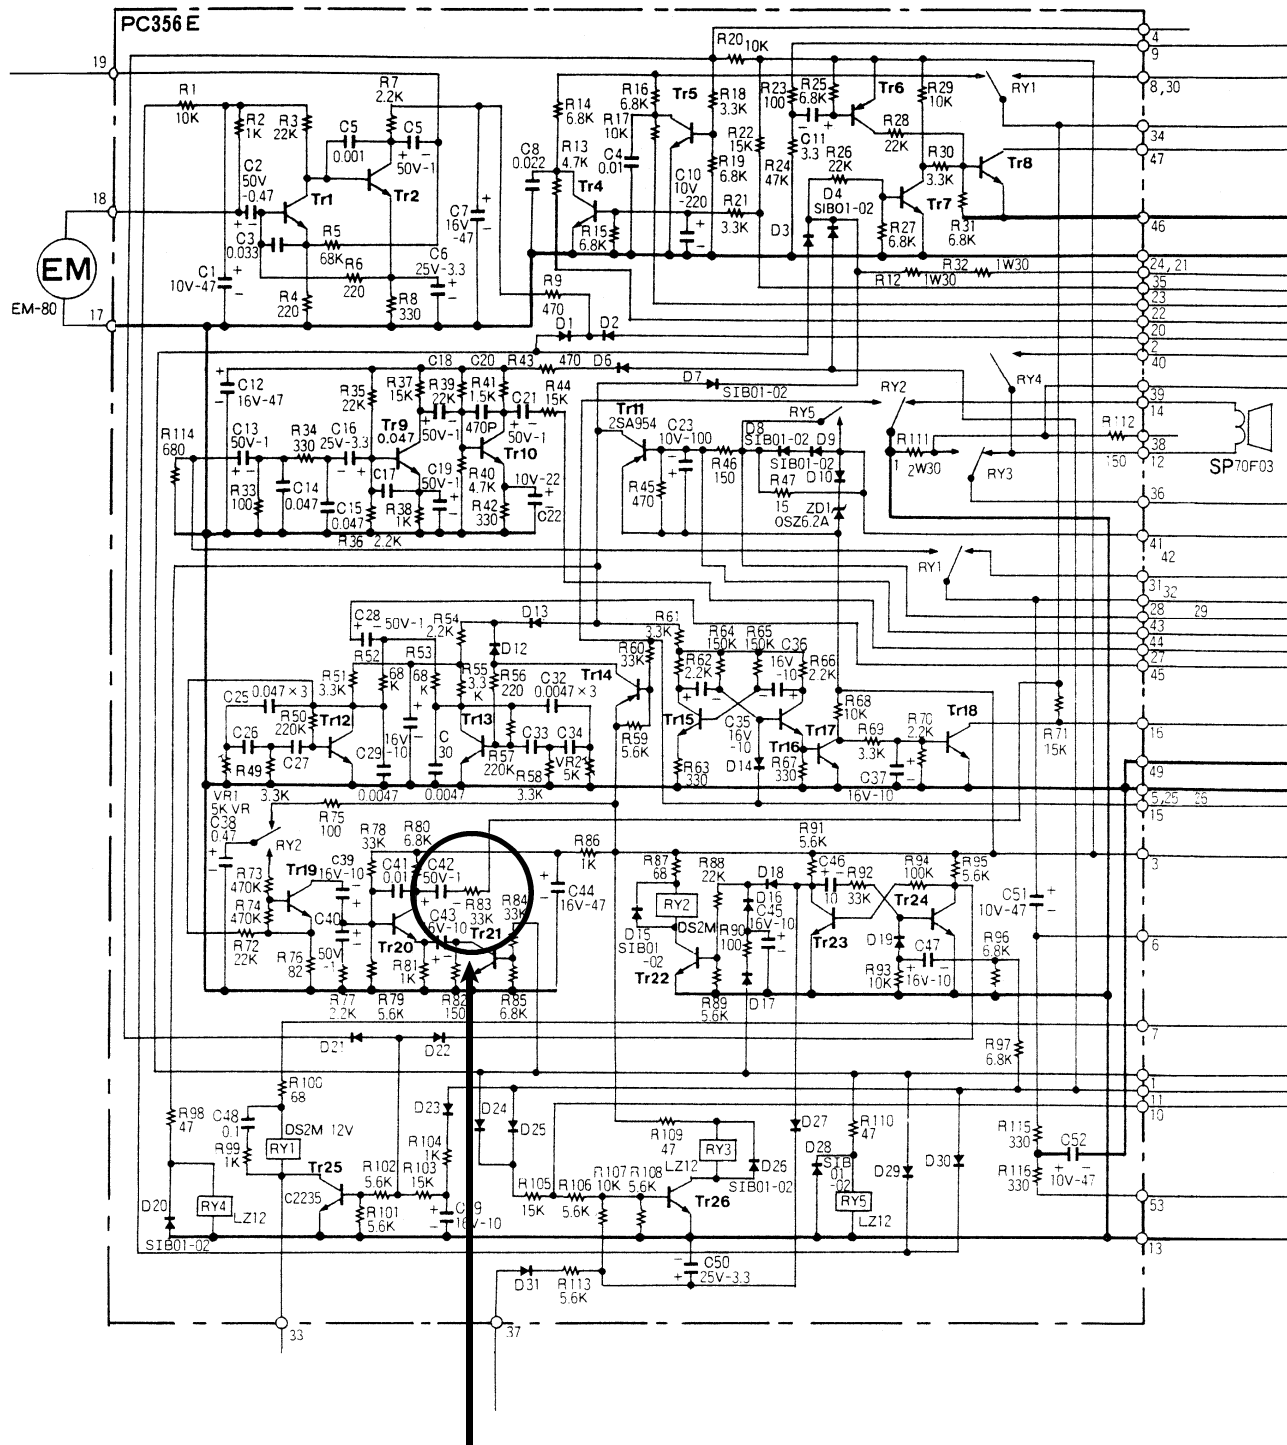 PC356E
19
R1
10K
R2
1K
R3
22K
R7
2.2K
C5
0.001
C5
50V-1
C2
50V
-0.47
Tr1
Tr2
18
C3
0.033
R5
68K
C7
16V
-47
C6
25V-3.3
R6
220
C1
10V-47
R4
220
R8
330
EM
EM-80
17
R20 10K
R14
6.8K
R16
6.8K
R17
10K
Tr5
R18
3.3K
R23
100
R25
6.8K
Tr6
R29
10K
C8
0.022
R13
4.7K
C4
0.01
R22
15K
C11
3.3
R28
22K
Tr4
C10
10V
-220
R19
6.8K
R24
47K
R26
22K
R30
3.3K
Tr8
R15
6.8K
R21
3.3K
D4
SIB01-02
Tr7
D3
R27
6.8K
R31
6.8K
R9
470
R12
1W30
R32
1W30
D1
D2
RY1
4
9
8,30
34
47
46
24,21
35
23
22
20
2
40
39
14
38
12
36
41
42
31
32
28
29
43
44
27
45
16
49
5,25
26
15
3
6
7
1
11
10
53
13
C12
16V-47
R35
22K
R37
15K
C18
R39
22K
C20
R41
1.5K
R43
470
C21
R44
15K
D6
D7
SIB01-02
RY2
RY4
R114
680
C13
50V-1
R34
330
C16
25V-3.3
Tr9
0.047
50V-1
470P
50V-1
Tr10
Tr11
2SA954
C23
10V-100
RY5
D8
SIB01-02
D9
SIB01-02
D10
R46
150
R47
15
ZD1
0SZ6.2A
R111
2W30
1
RY3
R112
150
SP70F03
R33
100
C14
0.047
C15
0.047
C17
R38
1K
C19
50V-1
R40
4.7K
R42
330
10V-22
C22
R45
470
R36 2.2K
RY1
C28
50V-1
R54
2.2K
D13
D12
R61
3.3K
R64
150K
R65
150K
C36
16V
-10
R52
68
K
R53
68
K
R51
3.3K
C25
0.047×3
R55
3.3
K
R56
220
C32
0.0047×3
Tr14
R60
33K
R62
2.2K
R66
2.2K
R50
220K
Tr12
Tr13
Tr15
C35
16V
-10
Tr17
R68
10K
R69
3.3K
R70
2.2K
Tr18
C26
C27
C29
16V
-10
C
30
R57
220K
C33
C34
R59
5.6K
Tr16
R71
15K
R49
3.3K
VR1
5K VR
0.0047
0.0047
R58
3.3K
VR2
5K
R63
330
D14
R67
330
C37
16V-10
C38
0.47
RY2
R75
100
R78
33K
R80
6.8K
R86
1K
R91
5.6K
R73
470K
Tr19
C39
16V-10
C41
0.01
C42
50V-1
R83
33K
R84
33K
C44
16V-47
R87
68
R88
22K
D18
C46
10
R92
33K
R94
100K
R95
5.6K
C51
10V-47
R74
470K
C40
50V
-1
Tr20
C43
6V-10
Tr21
RY2
DS2M
D15
SIB01
-02
D16
C45
16V-10
Tr23
Tr24
R72
22K
R76
82
R81
1K
Tr22
R90
100
D19
C47
16V-10
R96
6.8K
R77
2.2K
R79
5.6K
R82
150
R85
6.8K
R89
5.6K
D17
R93
10K
D21
D22
R97
6.8K
R98
47
R100
68
C48
0.1
R99
1K
DS2M 12V
RY1
D23
D24
D25
R104
1K
R109
47
RY3
LZ12
D26
SIB01-02
D27
D28
SIB
01
-02
R110
47
RY5
LZ12
D29
D30
R115
330
C52
10V-47
R116
330
D20
RY4
LZ12
SIB01-02
Tr25
C2235
R102
5.6K
R101
5.6K
R103
15K
16V-10
R105
15K
R106
5.6K
R107
10K
R108
5.6K
Tr26
C50
25V-3.3
D31
R113
5.6K
33
37